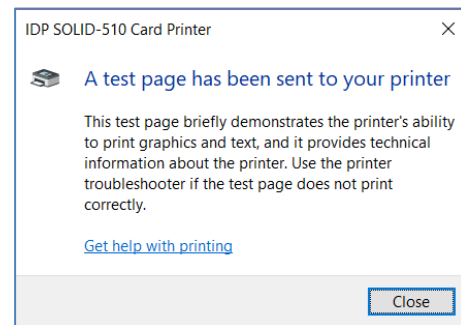 IDP SOLID-510 Card Printer
A test page has been sent to your printer
This test page briefly demonstrates the printer's ability
to print graphics and text, and it provides technical
information about the printer. Use the printer
troubleshooter if the test page does not print
correctly.
Get help with printing
Close